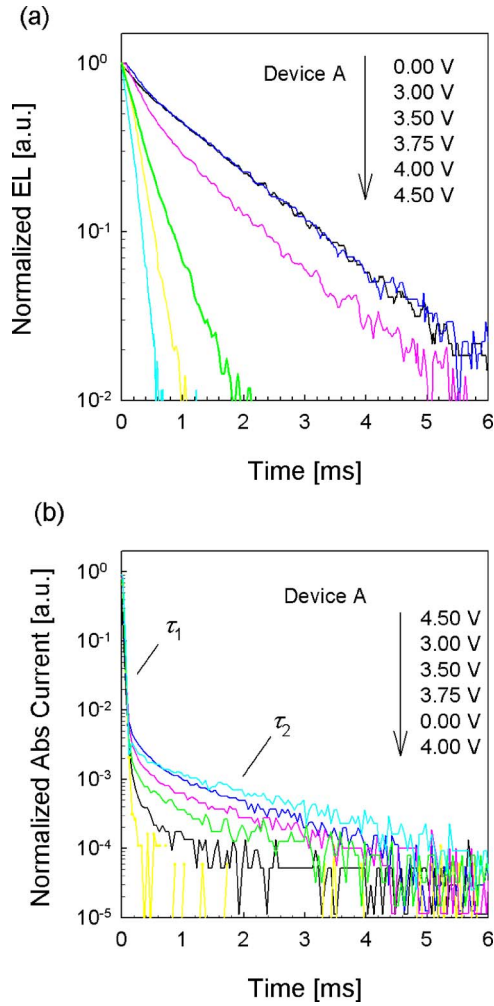 (a)
Normalized EL [a.u.]
10⁰
10⁻¹
10⁻²
Device A
0.00 V
3.00 V
3.50 V
3.75 V
4.00 V
4.50 V
0 1 2 3 4 5 6
Time [ms]
(b)
Normalized Abs Current [a.u.]
10⁰
10⁻¹
10⁻²
10⁻³
10⁻⁴
10⁻⁵
τ₁
τ₂
Device A
4.50 V
3.00 V
3.50 V
3.75 V
0.00 V
4.00 V
0 1 2 3 4 5 6
Time [ms]